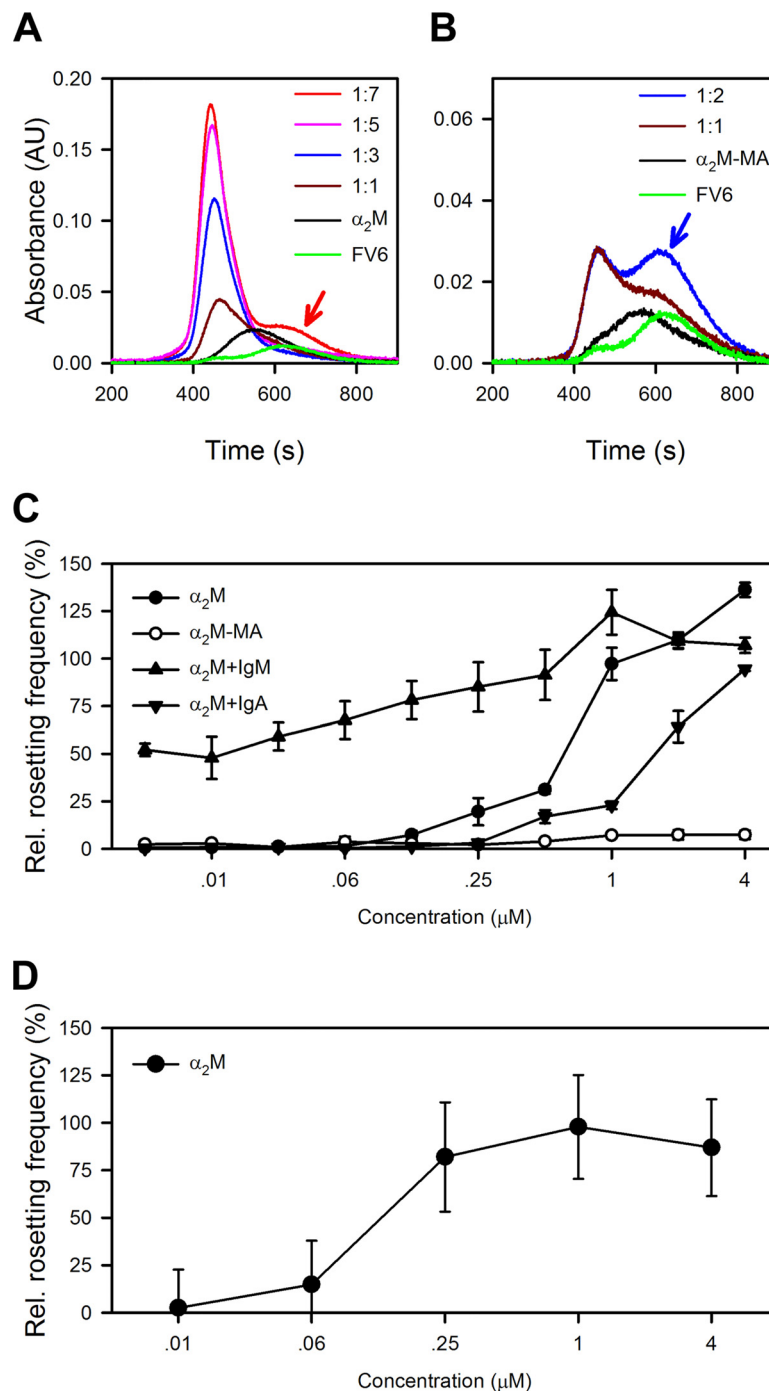 A
Absorbance (AU)
0.20
0.15
0.10
0.05
0.00
1:7
1:5
1:3
1:1
α₂M
FV6
200 400 600 800
Time (s)
B
0.06
0.04
0.02
0.00
1:2
1:1
α₂M-MA
FV6
200 400 600 800
Time (s)
C
Rel. rosetting frequency (%)
150
125
100
75
50
25
0
α₂M
α₂M-MA
α₂M+IgM
α₂M+IgA
.01 .06 .25 1 4
Concentration (μM)
D
Rel. rosetting frequency (%)
150
125
100
75
50
25
0
α₂M
.01 .06 .25 1 4
Concentration (μM)